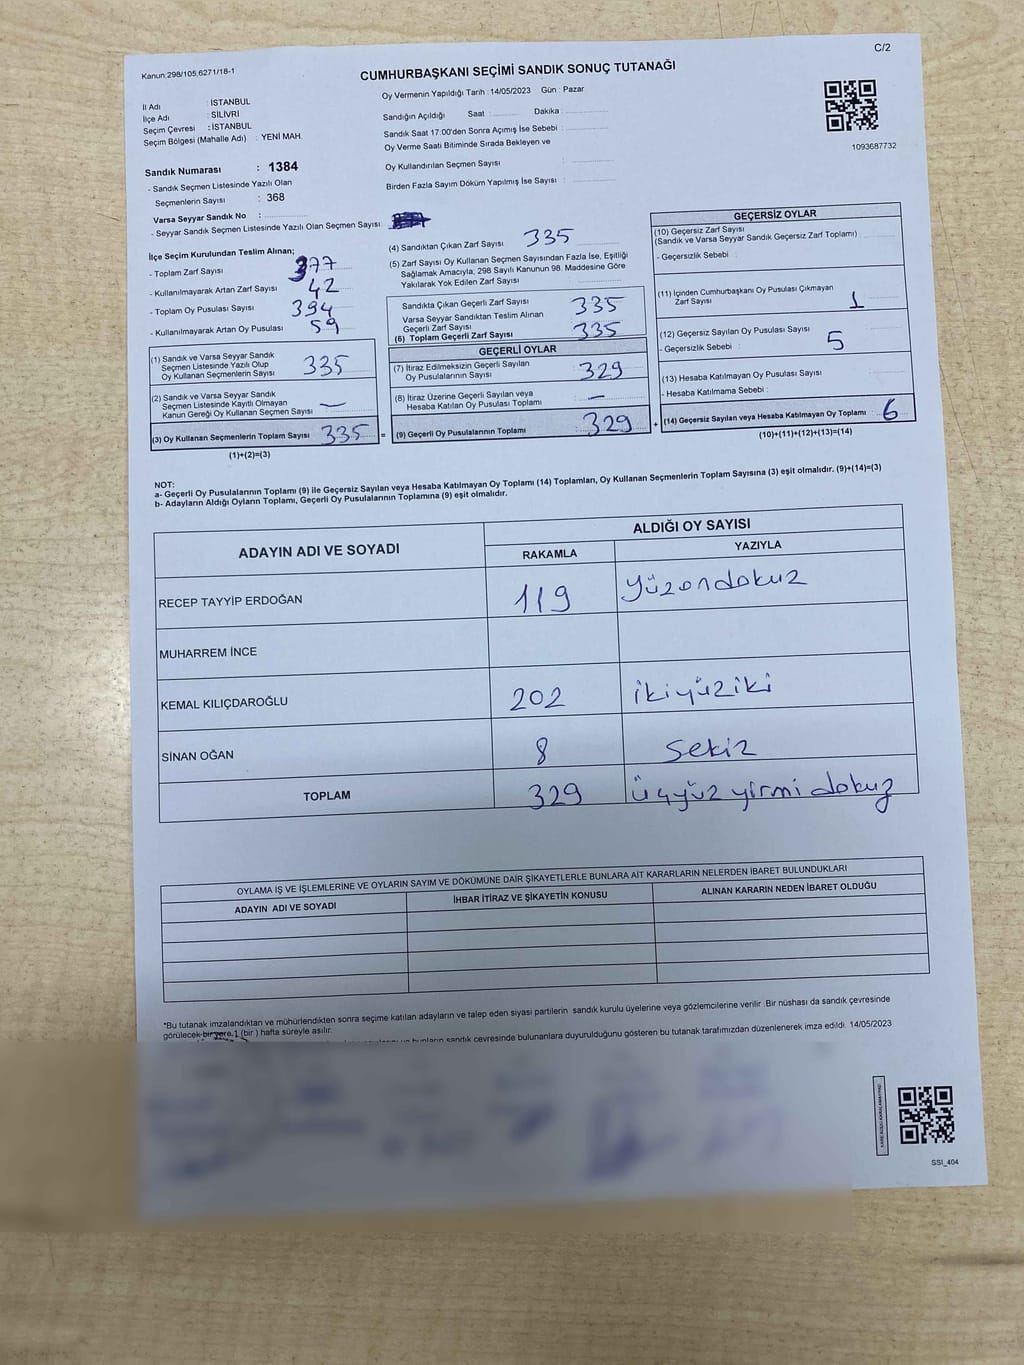 C/2
Kanun:298/105,6271/18-1
CUMHURBAŞKANI SEÇİMİ SANDIK SONUÇ TUTANAĞI
İl Adı : İSTANBUL
İlçe Adı : SİLİVRİ
Seçim Çevresi : İSTANBUL
Seçim Bölgesi (Mahalle Adı) : YENİ MAH.
Sandık Numarası : 1384
- Sandık Seçmen Listesinde Yazılı Olan
Seçmenlerin Sayısı : 368
Varsa Seyyar Sandık No :
- Seyyar Sandık Seçmen Listesinde Yazılı Olan Seçmen Sayısı
Oy Vermenin Yapıldığı Tarih : 14/05/2023 Gün : Pazar
Sandığın Açıldığı Saat : Dakika :
Sandık Saat 17:00'den Sonra Açımış İse Sebebi :
Oy Verme Saati Bitiminde Sırada Bekleyen ve
Oy Kullandırılan Seçmen Sayısı :
Birden Fazla Sayım Döküm Yapılmış İse Sayısı :
1093687732
İlçe Seçim Kurulundan Teslim Alınan;
- Toplam Zarf Sayısı 377
- Kullanılmayarak Artan Zarf Sayısı 42
- Toplam Oy Pusulası Sayısı 394
- Kullanılmayarak Artan Oy Pusulası 59
(1) Sandık ve Varsa Seyyar Sandık
Seçmen Listesinde Yazılı Olup
Oy Kullanan Seçmenlerin Sayısı 335
(2) Sandık ve Varsa Seyyar Sandık
Seçmen Listesinde Kayıtlı Olmayan
Kanun Gereği Oy Kullanan Seçmen Sayısı —
(3) Oy Kullanan Seçmenlerin Toplam Sayısı 335
(1)+(2)=(3)
(4) Sandıktan Çıkan Zarf Sayısı 335
(5) Zarf Sayısı Oy Kullanan Seçmen Sayısından Fazla İse, Eşitliği
Sağlamak Amacıyla; 298 Sayılı Kanunun 98. Maddesine Göre
Yakılarak Yok Edilen Zarf Sayısı :
Sandıkta Çıkan Geçerli Zarf Sayısı 335
Varsa Seyyar Sandıktan Teslim Alınan
Geçerli Zarf Sayısı
(6) Toplam Geçerli Zarf Sayısı 335
GEÇERLİ OYLAR
(7) İtiraz Edilmeksizin Geçerli Sayılan
Oy Pusulalarının Sayısı 329
(8) İtiraz Üzerine Geçerli Sayılan veya
Hesaba Katılan Oy Pusulası Toplamı —
= (9) Geçerli Oy Pusulalarının Toplamı 329
GEÇERSİZ OYLAR
(10) Geçersiz Zarf Sayısı
(Sandık ve Varsa Seyyar Sandık Geçersiz Zarf Toplamı)
- Geçersizlik Sebebi :
(11) İçinden Cumhurbaşkanı Oy Pusulası Çıkmayan
Zarf Sayısı 1
(12) Geçersiz Sayılan Oy Pusulası Sayısı 5
- Geçersizlik Sebebi :
(13) Hesaba Katılmayan Oy Pusulası Sayısı
- Hesaba Katılmama Sebebi :
+ (14) Geçersiz Sayılan veya Hesaba Katılmayan Oy Toplamı 6
(10)+(11)+(12)+(13)=(14)
NOT:
a- Geçerli Oy Pusulalarının Toplamı (9) ile Geçersiz Sayılan veya Hesaba Katılmayan Oy Toplamı (14) Toplamları, Oy Kullanan Seçmenlerin Toplam Sayısına (3) eşit olmalıdır. (9)+(14)=(3)
b- Adayların Aldığı Oyların Toplamı, Geçerli Oy Pusulalarının Toplamına (9) eşit olmalıdır.
ADAYIN ADI VE SOYADI
ALDIĞI OY SAYISI
RAKAMLA YAZIYLA
RECEP TAYYİP ERDOĞAN 119 yüzondokuz
MUHARREM İNCE
KEMAL KILIÇDAROĞLU 202 ikiyüziki
SİNAN OĞAN 8 sekiz
TOPLAM 329 üçyüz yirmi dokuz
OYLAMA İŞ VE İŞLEMLERİNE VE OYLARIN SAYIM VE DÖKÜMÜNE DAİR ŞİKAYETLERLE BUNLARA AİT KARARLARIN NELERDEN İBARET BULUNDUKLARI
ADAYIN ADI VE SOYADI İHBAR İTİRAZ VE ŞİKAYETİN KONUSU ALINAN KARARIN NEDEN İBARET OLDUĞU
*Bu tutanak imzalandıktan ve mühürlendikten sonra seçime katılan adayların ve talep eden siyasi partilerin sandık kurulu üyelerine veya gözlemcilerine verilir .Bir nüshası da sandık çevresinde
görülecek bir yere 1 (bir ) hafta süreyle asılır.
bunların sandık çevresinde bulunanlara duyurulduğunu gösteren bu tutanak tarafımızdan düzenlenerek imza edildi. 14/05/2023
SSI_404